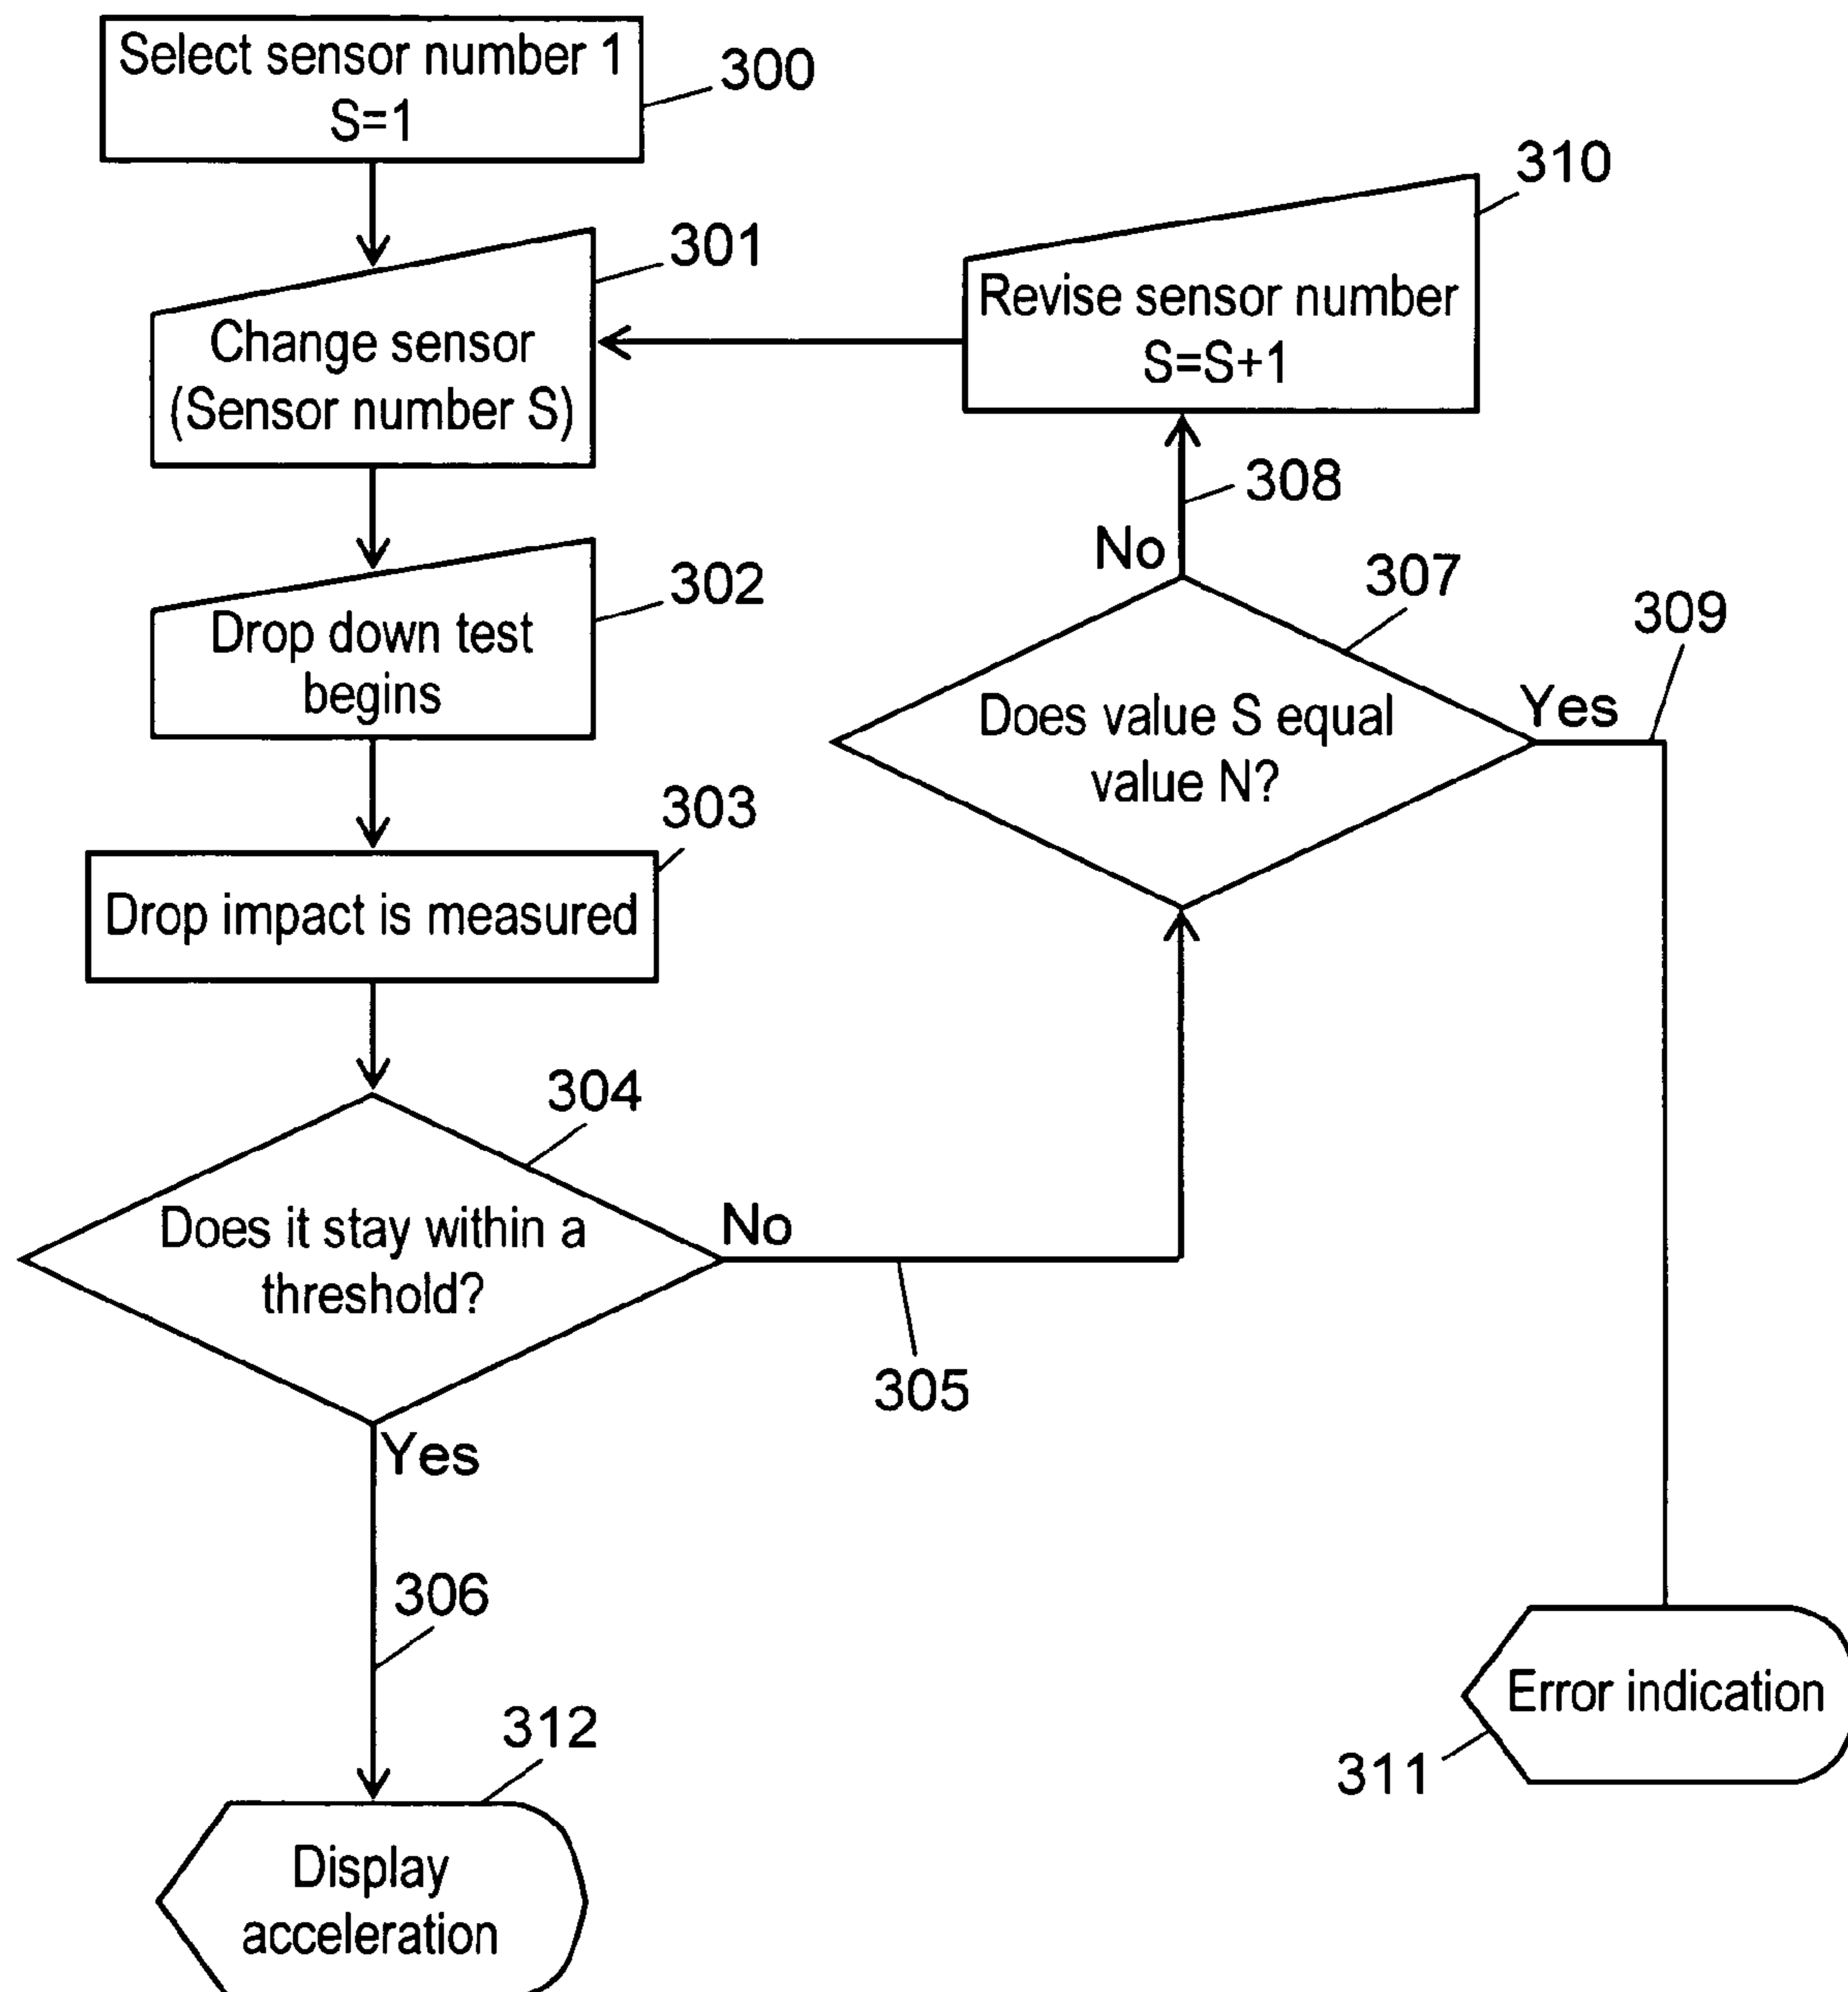 Select sensor number 1
S=1
300
310
301
Revise sensor number
S=S+1
Change sensor
(Sensor number S)
308
No
307
309
302
Drop down test
begins
Yes
Does value S equal
value N?
303
Drop impact is measured
304
No
Does it stay within a
threshold?
305
Yes
306
312
Error indication
311
Display
acceleration